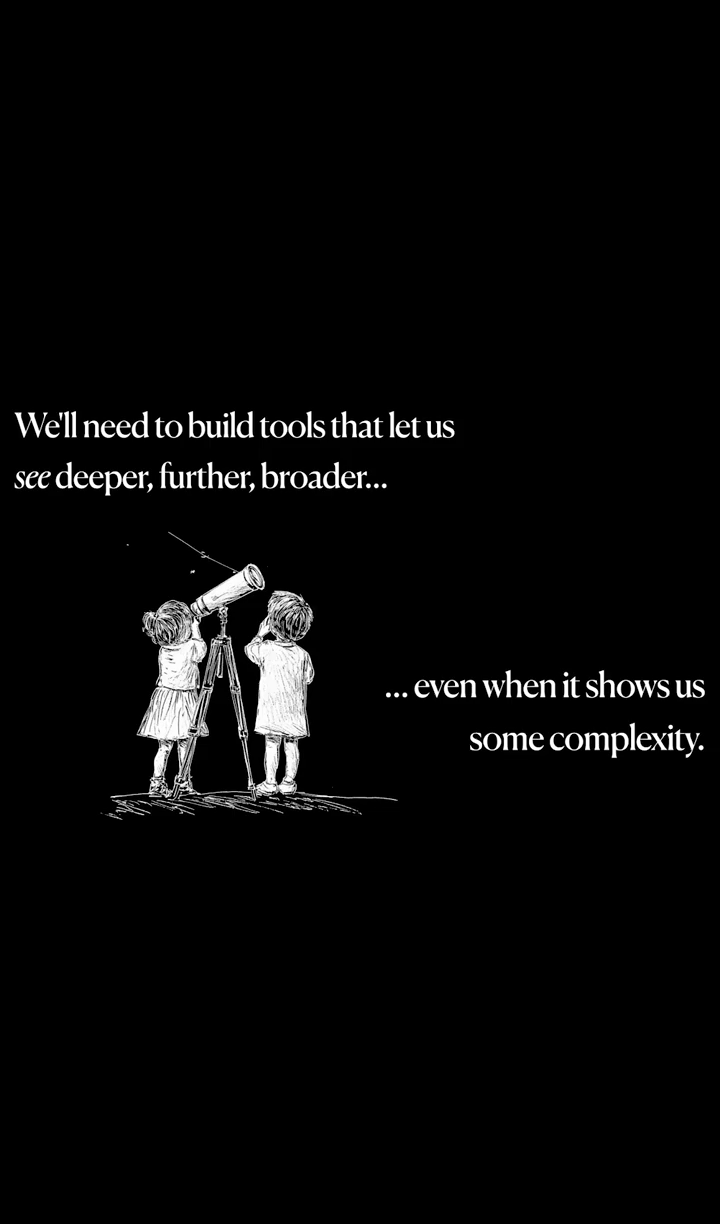 We'll need to build tools that let us
see deeper, further, broader...
... even when it shows us
some complexity.